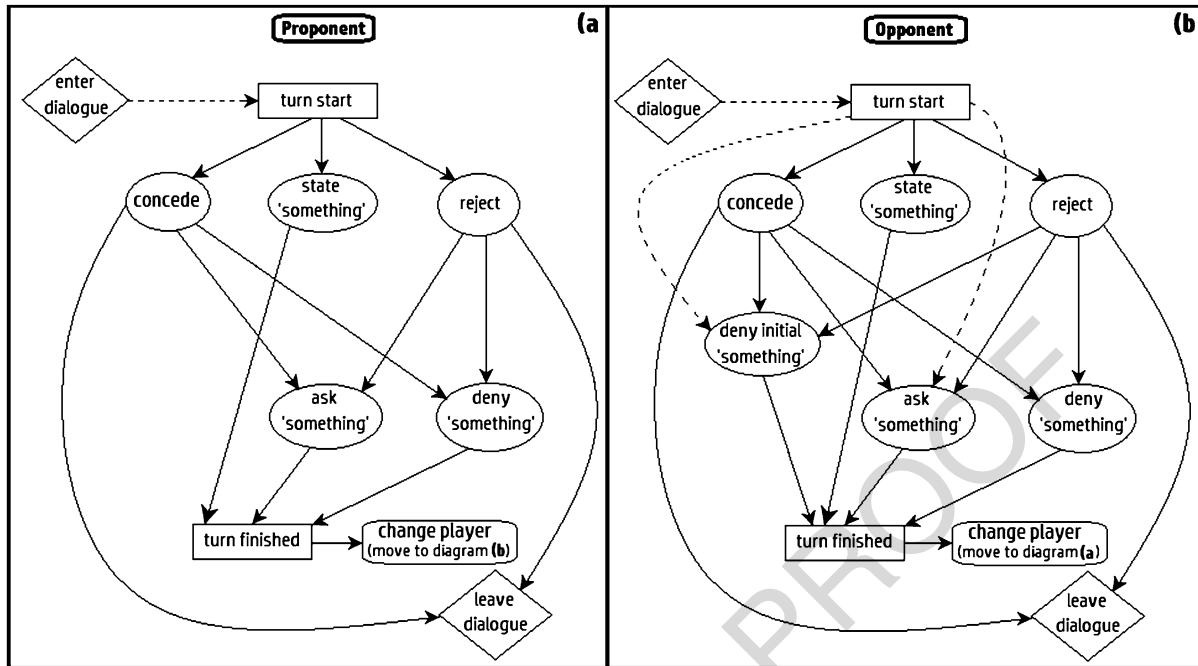 Proponent
(a
enter
dialogue
turn start
concede
state
'something'
reject
ask
'something'
deny
'something'
turn finished
change player
(move to diagram (b)
leave
dialogue
Opponent
(b
enter
dialogue
turn start
concede
state
'something'
reject
deny initial
'something'
ask
'something'
deny
'something'
turn finished
change player
(move to diagram (a)
leave
dialogue
PROOF